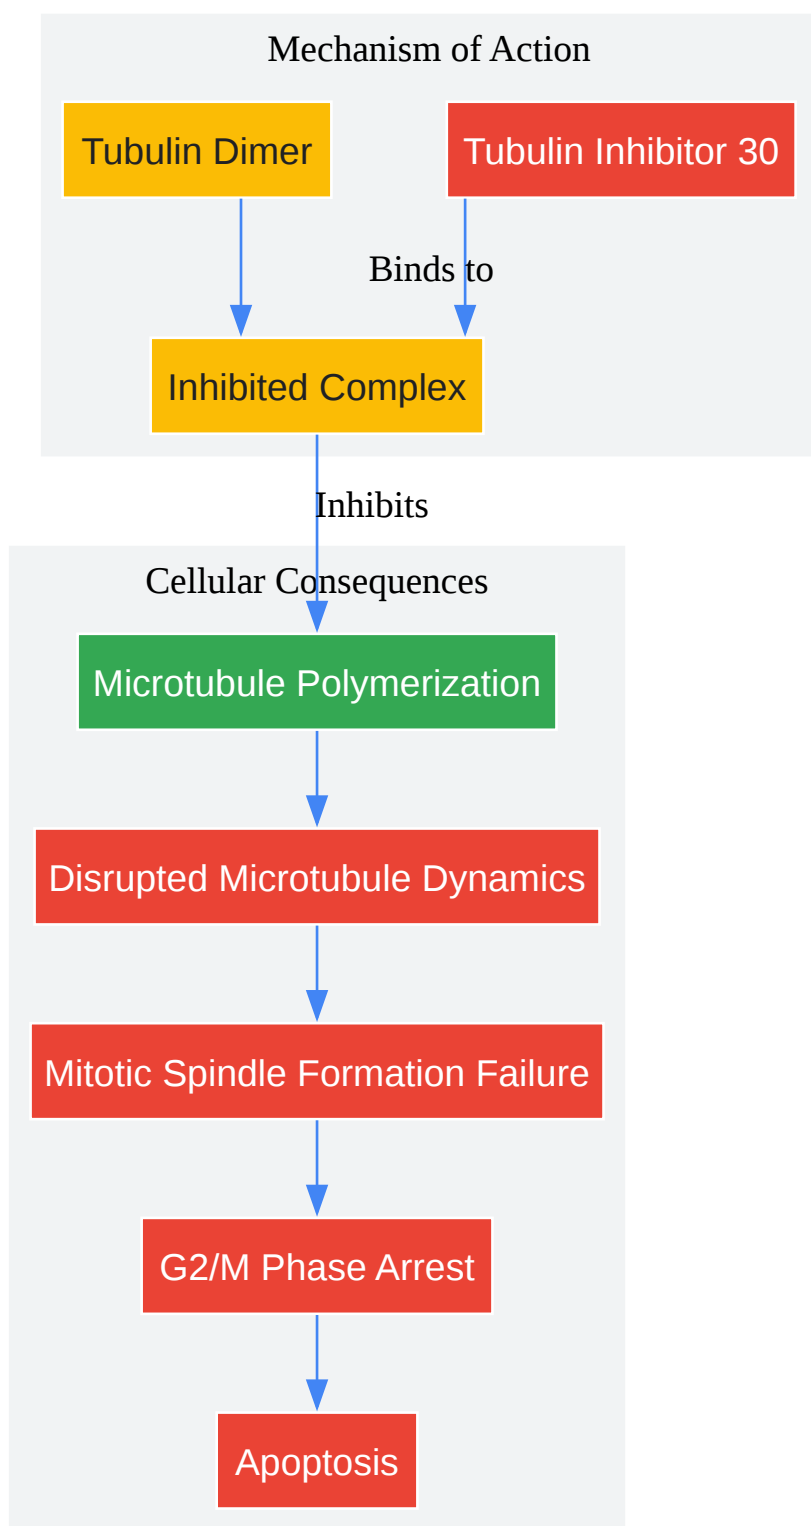 Mechanism of Action
Tubulin Dimer
Tubulin Inhibitor 30
Binds to
Inhibited Complex
Inhibits
Cellular Consequences
Microtubule Polymerization
Disrupted Microtubule Dynamics
Mitotic Spindle Formation Failure
G2/M Phase Arrest
Apoptosis